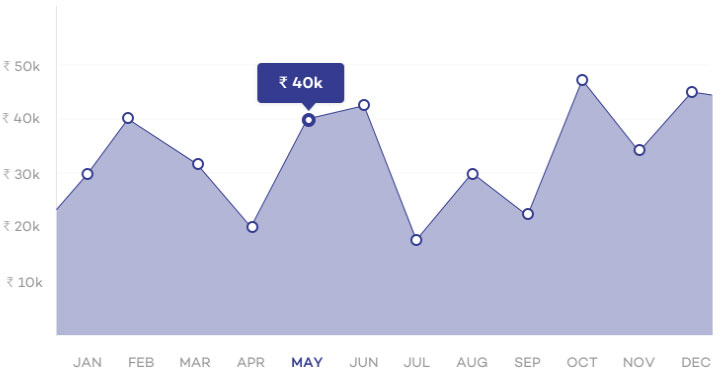 ₹ 50k
₹ 40k
₹ 40k
₹ 30k
₹ 20k
₹ 10k
JAN FEB MAR APR MAY JUN JUL AUG SEP OCT NOV DEC